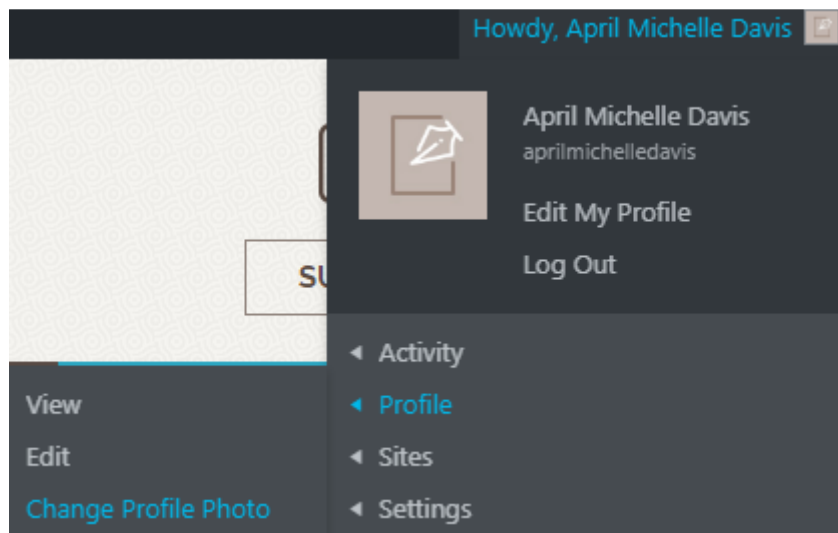 Howdy, April Michelle Davis
April Michelle Davis
aprilmichelledavis
Edit My Profile
Log Out
SU
Activity
Profile
Sites
Settings
View
Edit
Change Profile Photo